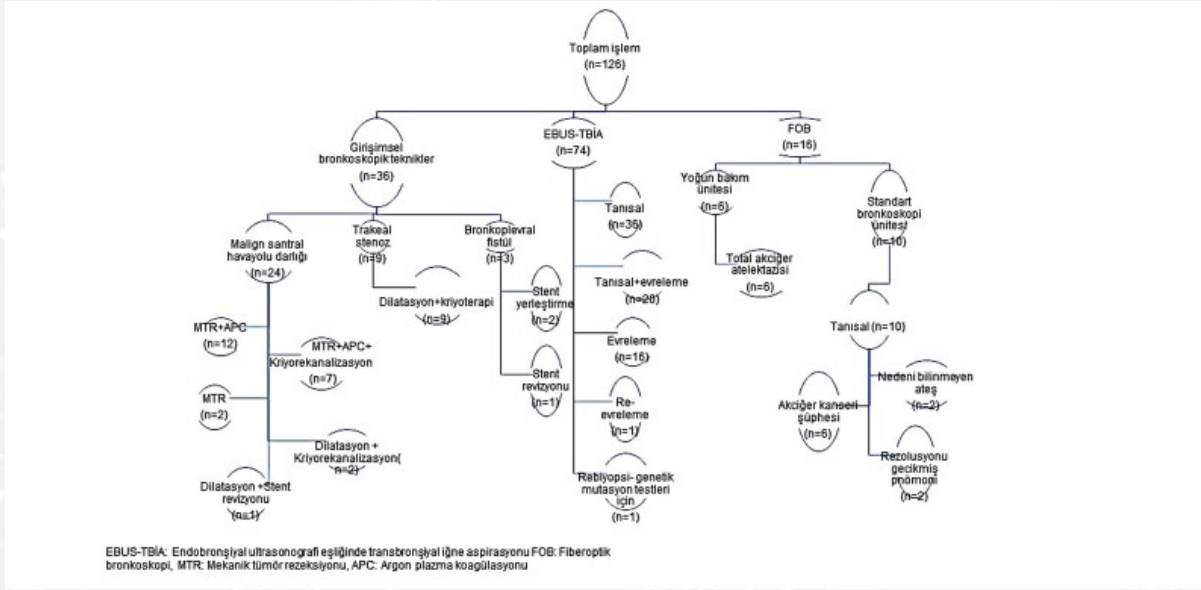 Toplam işlem
(n=126)
Girişimsel
bronkoskopik teknikler
(n=36)
EBUS-TBİA
(n=74)
FOB
(n=16)
Malign santral
havayolu darlığı
(n=24)
Trakeal
stenoz
(n=9)
Bronkoplevral
fistül
(n=3)
MTR+APC
(n=12)
MTR+APC+
Kriyorekanalizasyon
(n=7)
MTR
(n=2)
Dilatasyon +
Kriyorekanalizasyon(
n=2)
Dilatasyon +Stent
revizyonu
(n=1)
Dilatasyon+kriyoterapi
(n=9)
Stent
yerleştirme
(n=2)
Stent
revizyonu
(n=1)
Tanısal
(n=36)
Tanısal+evreleme
(n=20)
Evreleme
(n=16)
Re-
evreleme
(n=1)
Rebiyopsi- genetik
mutasyon testleri
için
(n=1)
Yoğun bakım
ünitesi
(n=6)
Total akciğer
atelektazisi
(n=6)
Standart
bronkoskopi
ünitesi
(n=10)
Tanısal (n=10)
Nedeni bilinmeyen
ateş
(n=2)
Akciğer kanseri
şüphesi
(n=6)
Rezolusyonu
gecikmiş
pnömoni
(n=2)
EBUS-TBİA: Endobronşiyal ultrasonografi eşliğinde transbronşiyal iğne aspirasyonu FOB: Fiberoptik
bronkoskopi, MTR: Mekanik tümör rezeksiyonu, APC: Argon plazma koagülasyonu